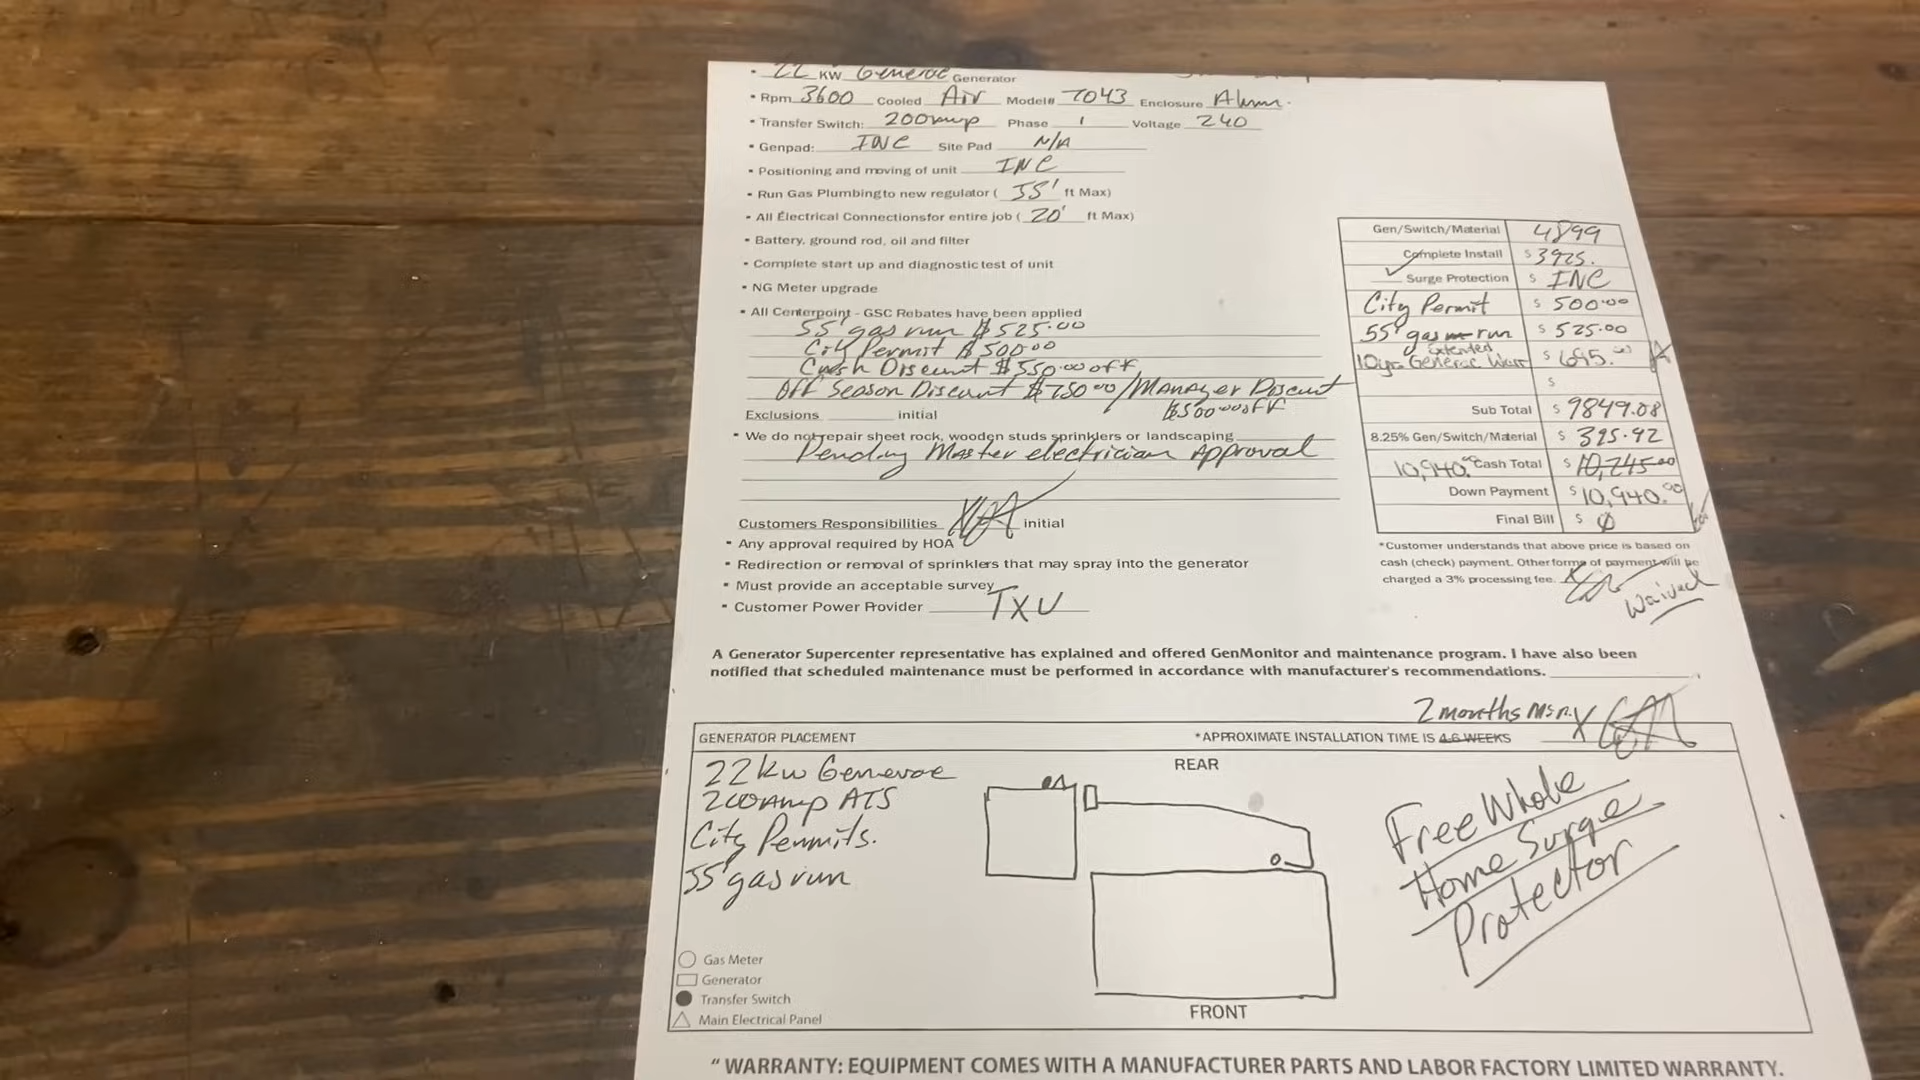 • 22 KW Generac Generator
• Rpm 3600 Cooled Air Model# 7043 Enclosure Alum.
• Transfer Switch: 200amp Phase 1 Voltage 240
• Genpad: INC Site Pad N/A
• Positioning and moving of unit INC
• Run Gas Plumbing to new regulator ( 55' ft Max)
• All Electrical Connections for entire job ( 20' ft Max)
• Battery, ground rod, oil and filter
• Complete start up and diagnostic test of unit
• NG Meter upgrade
• All Centerpoint - GSC Rebates have been applied
55' gas run $525.00
City Permit $500.00
Cash Discount $550.00 off
Off Season Discount $750.00/Manager Discount
$500.00 off
Exclusions initial
• We do not repair sheet rock, wooden studs sprinklers or landscaping
Pending Master electrician Approval
Customers Responsibilities initial
• Any approval required by HOA
• Redirection or removal of sprinklers that may spray into the generator
• Must provide an acceptable survey
• Customer Power Provider TXU
Gen/Switch/Material 4899
Complete Install $ 3925.
✓ Surge Protection $ INC
City Permit $ 500.00
55' gas run $ 525.00
Extended
10yr Generac Warr $ 695.00
$
Sub Total $ 9849.08
8.25% Gen/Switch/Material $ 395.92
10,940.00 Cash Total $ 10,245.00
Down Payment $ 10,940.00
Final Bill $ 0
*Customer understands that above price is based on
cash (check) payment. Other forms of payment will be
charged a 3% processing fee.
Waived
A Generator Supercenter representative has explained and offered GenMonitor and maintenance program. I have also been
notified that scheduled maintenance must be performed in accordance with manufacturer's recommendations.
2 months
GENERATOR PLACEMENT *APPROXIMATE INSTALLATION TIME IS 4-6 WEEKS X
REAR
22kw Generac
200Amp ATS
City Permits.
55' gas run
Free Whole
Home Surge
Protector
Gas Meter
Generator
Transfer Switch
Main Electrical Panel
FRONT
"WARRANTY: EQUIPMENT COMES WITH A MANUFACTURER PARTS AND LABOR FACTORY LIMITED WARRANTY.